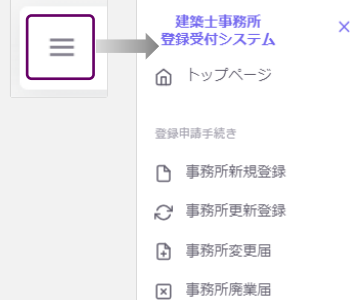 建築士事務所
登録受付システム
トップページ
登録申請手続き
事務所新規登録
事務所更新登録
事務所変更届
事務所廃業届